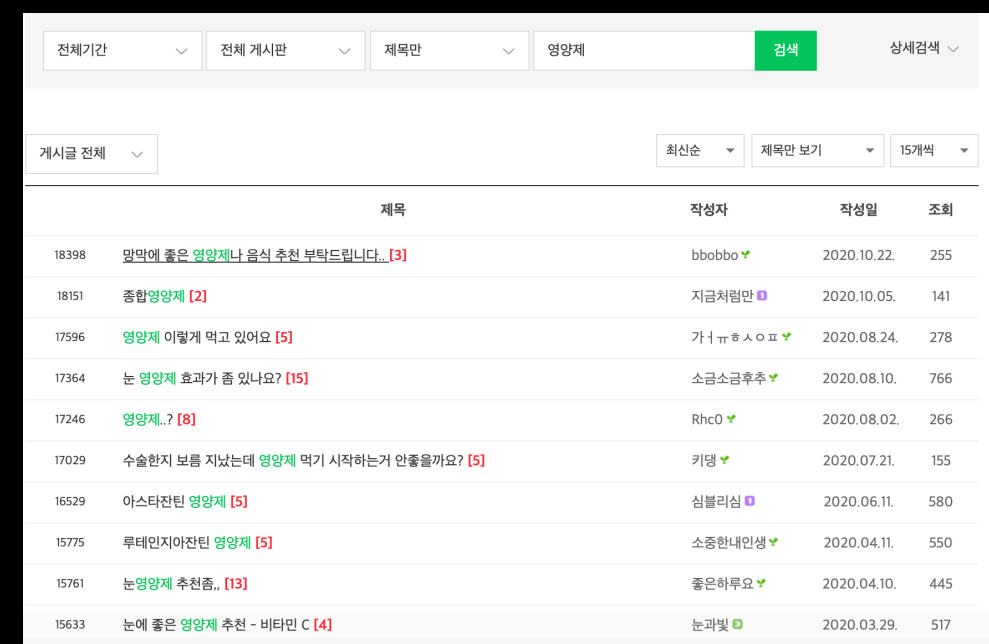 전체기간 전체 게시판 제목만 영양제 검색 상세검색
게시글 전체 최신순 제목만 보기 15개씩
제목 작성자 작성일 조회
18398 망막에 좋은 영양제나 음식 추천 부탁드립니다.. [3] bbobbo 2020.10.22. 255
18151 종합영양제 [2] 지금처럼만 1 2020.10.05. 141
17596 영양제 이렇게 먹고 있어요 [5] 가ㅓㅠㅎㅅㅇㅍ 2020.08.24. 278
17364 눈 영양제 효과가 좀 있나요? [15] 소금소금후추 2020.08.10. 766
17246 영양제..? [8] Rhc0 2020.08.02. 266
17029 수술한지 보름 지났는데 영양제 먹기 시작하는거 안좋을까요? [5] 키댕 2020.07.21. 155
16529 아스타잔틴 영양제 [5] 심블리심 1 2020.06.11. 580
15775 루테인지아잔틴 영양제 [5] 소중한내인생 2020.04.11. 550
15761 눈영양제 추천좀,, [13] 좋은하루요 2020.04.10. 445
15633 눈에 좋은 영양제 추천 - 비타민 C [4] 눈과빛 2020.03.29. 517